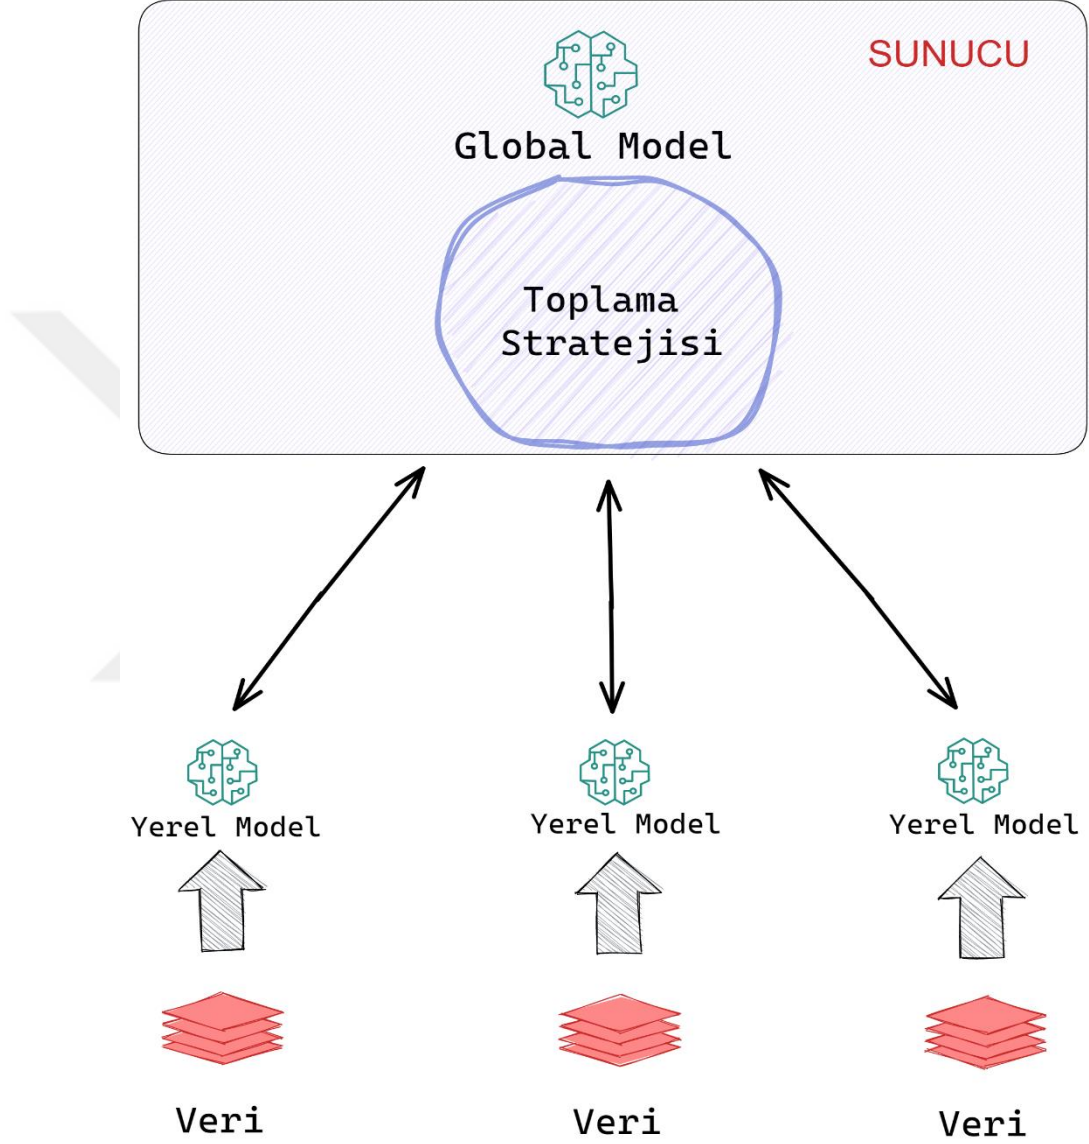 SUNUCU
Global Model
Toplama
Stratejisi
Yerel Model
Yerel Model
Yerel Model
Veri
Veri
Veri